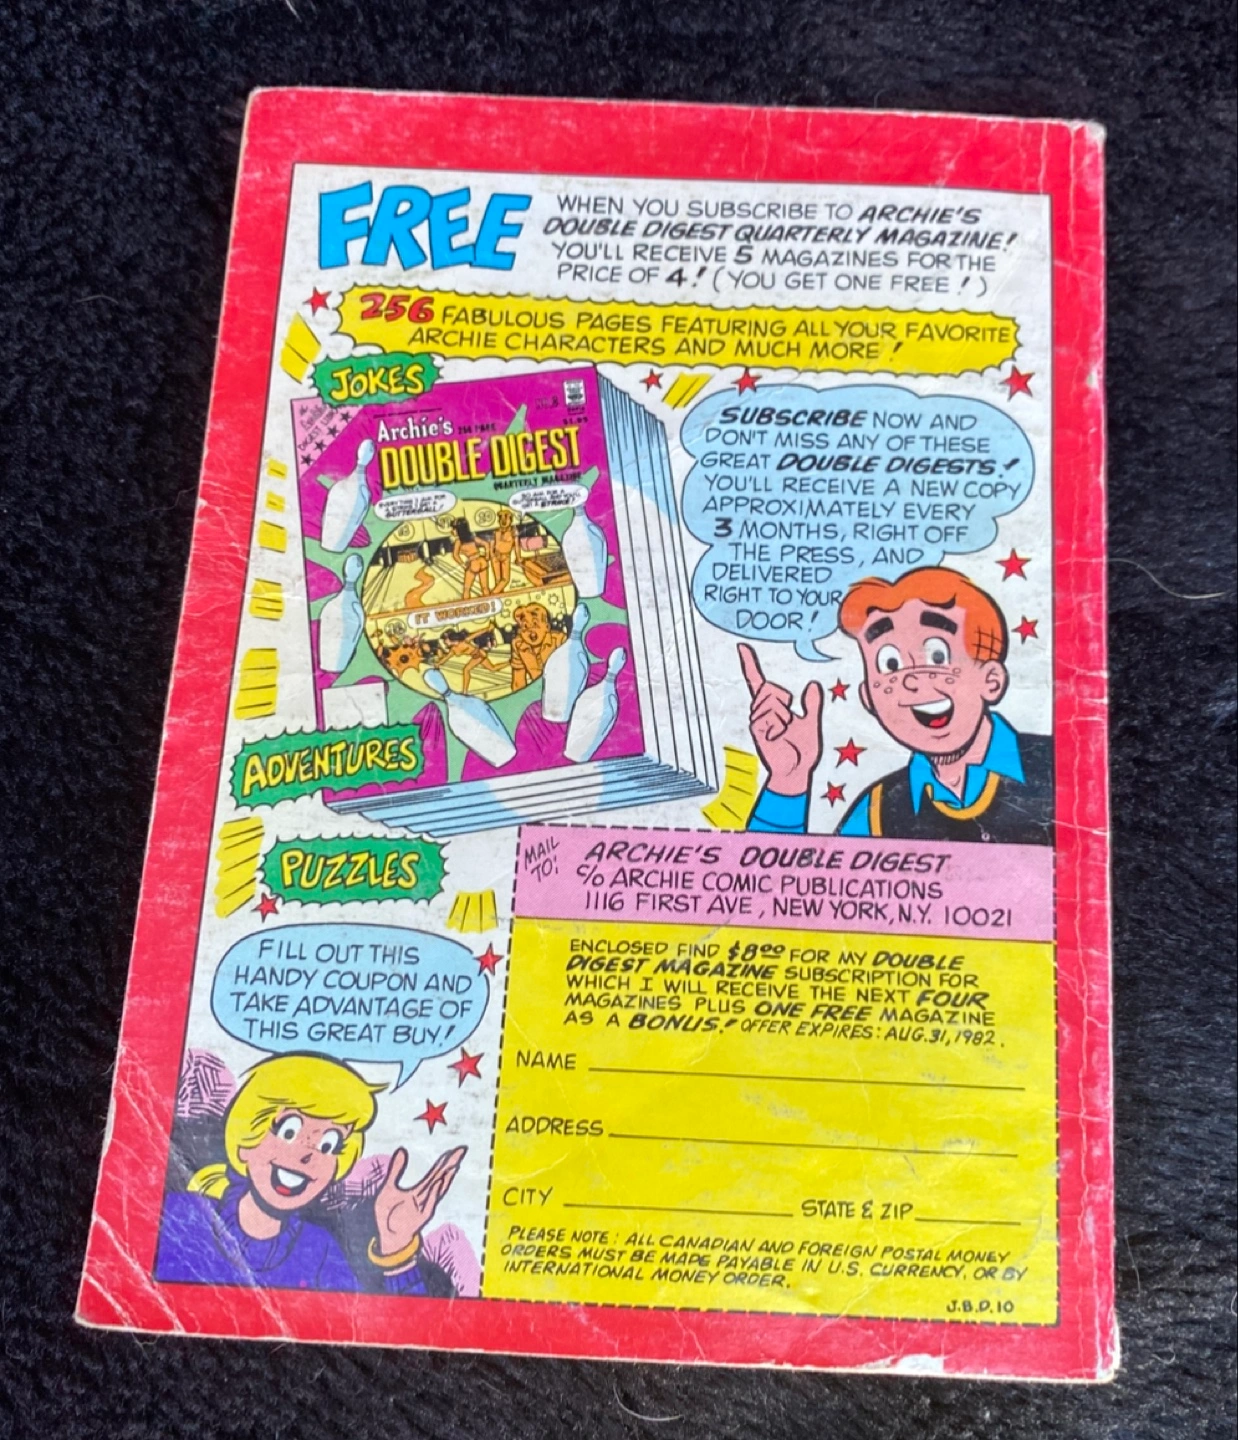 FREE
WHEN YOU SUBSCRIBE TO ARCHIE'S
DOUBLE DIGEST QUARTERLY MAGAZINE!
YOU'LL RECEIVE 5 MAGAZINES FOR THE
PRICE OF 4! (YOU GET ONE FREE!)
256 FABULOUS PAGES FEATURING ALL YOUR FAVORITE
ARCHIE CHARACTERS AND MUCH MORE!
JOKES
Archie's
DOUBLE DIGEST
QUARTERLY MAGAZINE
IT WORKED!
SUBSCRIBE NOW AND
DON'T MISS ANY OF THESE
GREAT DOUBLE DIGESTS!
YOU'LL RECEIVE A NEW COPY
APPROXIMATELY EVERY
3 MONTHS, RIGHT OFF
THE PRESS, AND
DELIVERED
RIGHT TO YOUR
DOOR!
ADVENTURES
PUZZLES
FILL OUT THIS
HANDY COUPON AND
TAKE ADVANTAGE OF
THIS GREAT BUY!
MAIL
TO:
ARCHIE'S DOUBLE DIGEST
c/o ARCHIE COMIC PUBLICATIONS
1116 FIRST AVE, NEW YORK, N.Y. 10021
ENCLOSED FIND $8.00 FOR MY DOUBLE
DIGEST MAGAZINE SUBSCRIPTION FOR
WHICH I WILL RECEIVE THE NEXT FOUR
MAGAZINES PLUS ONE FREE MAGAZINE
AS A BONUS! OFFER EXPIRES: AUG. 31, 1982.
NAME
ADDRESS
CITY STATE & ZIP
PLEASE NOTE: ALL CANADIAN AND FOREIGN POSTAL MONEY
ORDERS MUST BE MADE PAYABLE IN U.S. CURRENCY, OR BY
INTERNATIONAL MONEY ORDER.
J.B.D. 10